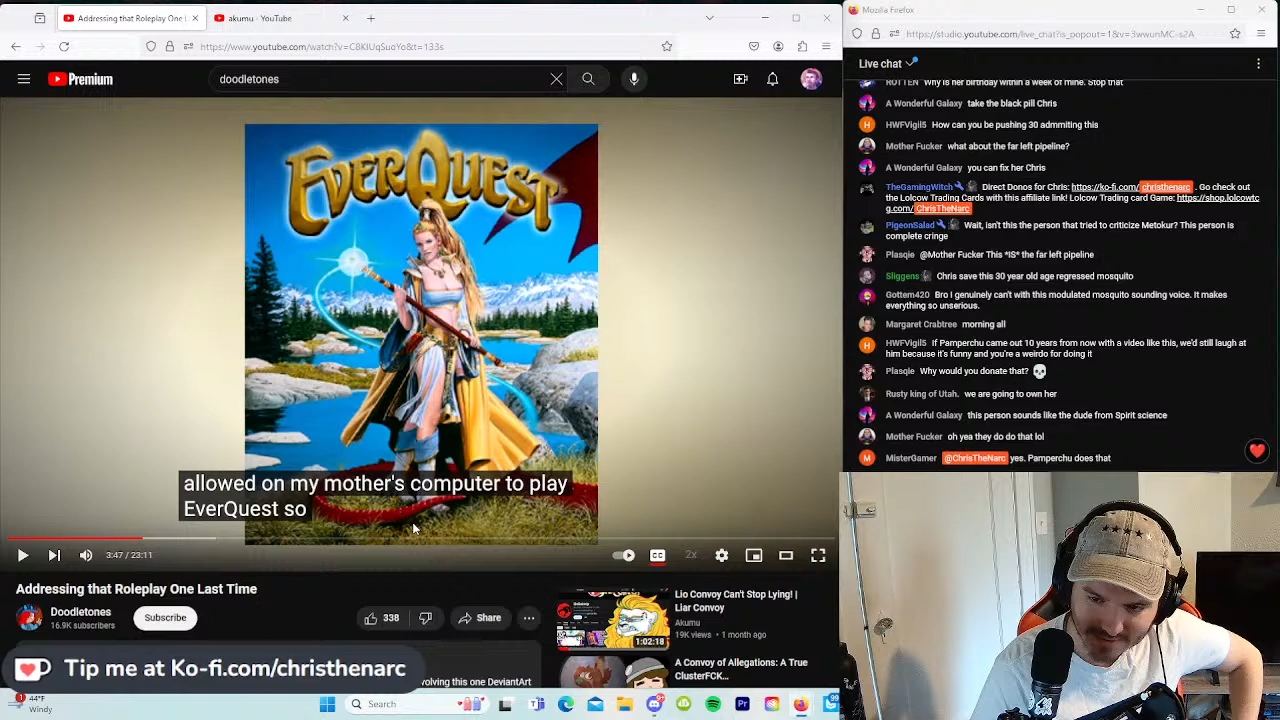 Addressing that Roleplay One L
akumu - YouTube
https://www.youtube.com/watch?v=C8KIUqSuoYo&t=133s
Premium
doodletones
EVERQUEST
allowed on my mother's computer to play
EverQuest so
3:47 / 23:11
CC
2x
Addressing that Roleplay One Last Time
Doodletones
16.9K subscribers
Subscribe
338
Share
Tip me at Ko-fi.com/christhenarc
volving this one DeviantArt
Lio Convoy Can't Stop Lying! |
Liar Convoy
Akumu
19K views • 1 month ago
1:02:18
A Convoy of Allegations: A True
ClusterFCK...
Mozilla Firefox
https://studio.youtube.com/live_chat?is_popout=1&v=3wwunMC-s2A
Live chat
ROTTEN Why is her birthday within a week of mine. Stop that
A Wonderful Galaxy take the black pill Chris
HWFVigil5 How can you be pushing 30 admmiting this
Mother Fucker what about the far left pipeline?
A Wonderful Galaxy you can fix her Chris
TheGamingWitch Direct Donos for Chris: https://ko-fi.com/christhenarc . Go check out
the Lolcow Trading Cards with this affiliate link! Lolcow Trading card Game: https://shop.lolcowtc
g.com/ChrisTheNarc
PigeonSalad Wait, isn't this the person that tried to criticize Metokur? This person is
complete cringe
Plasqie @Mother Fucker This *IS* the far left pipeline
Sliggens Chris save this 30 year old age regressed mosquito
Gottem420 Bro I genuinely can't with this modulated mosquito sounding voice. It makes
everything so unserious.
Margaret Crabtree morning all
HWFVigil5 If Pamperchu came out 10 years from now with a video like this, we'd still laugh at
him because it's funny and you're a weirdo for doing it
Plasqie Why would you donate that?
Rusty king of Utah. we are going to own her
A Wonderful Galaxy this person sounds like the dude from Spirit science
Mother Fucker oh yea they do do that lol
MisterGamer @ChrisTheNarc yes. Pamperchu does that
44°F
Windy
Search